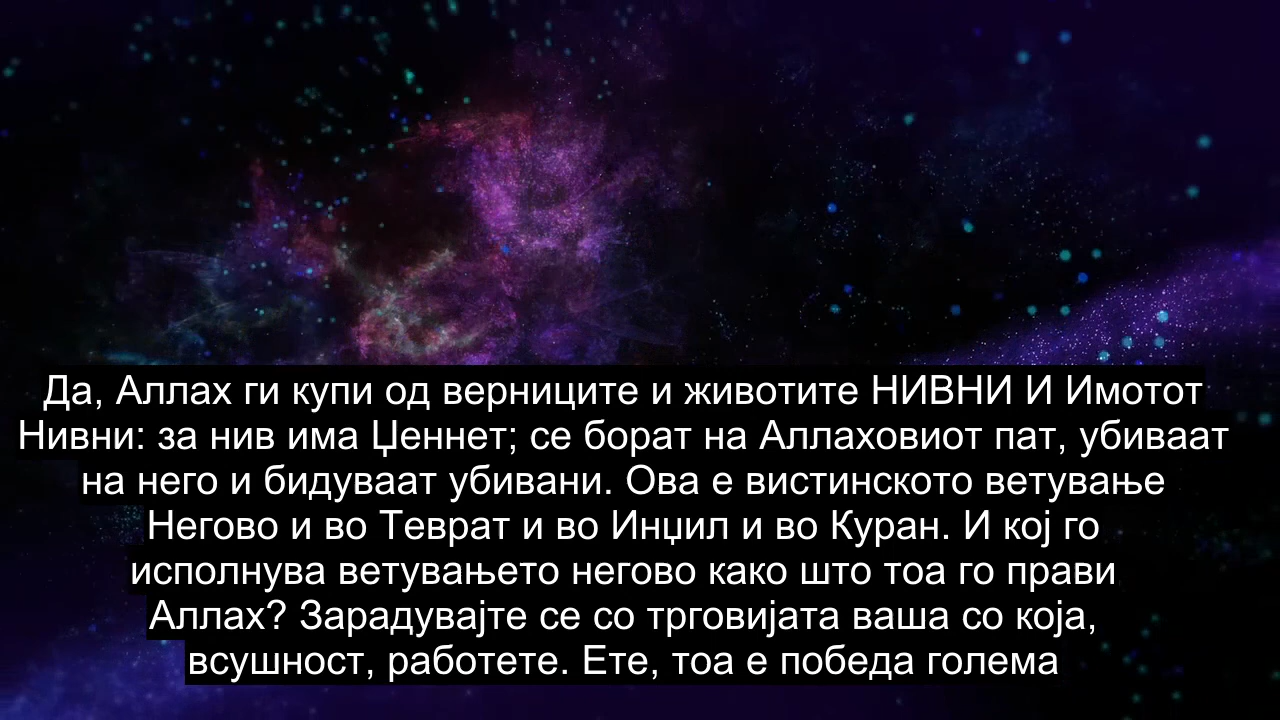 Да, Аллах ги купи од верниците и животите НИВНИ И Имотот
Нивни: за нив има Џеннет; се борат на Аллаховиот пат, убиваат
на него и бидуваат убивани. Ова е вистинското ветување
Негово и во Теврат и во Инџил и во Куран. И кој го
исполнува ветувањето негово како што тоа го прави
Аллах? Зарадувајте се со трговијата ваша со која,
всушност, работете. Ете, тоа е победа голема